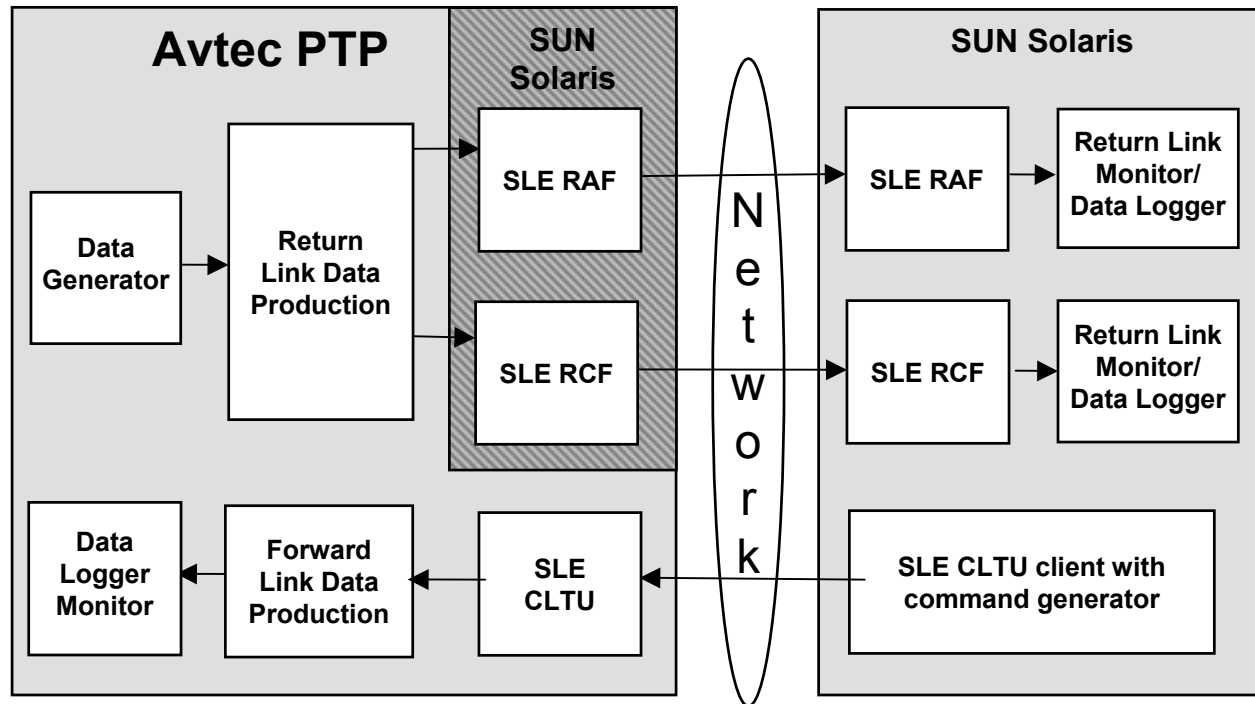 Avtec PTP
SUN
Solaris
SUN Solaris
Data
Generator
Return
Link Data
Production
SLE RAF
SLE RCF
Network
SLE RAF
Return Link
Monitor/
Data Logger
SLE RCF
Return Link
Monitor/
Data Logger
Data
Logger
Monitor
Forward
Link Data
Production
SLE
CLTU
SLE CLTU client with
command generator